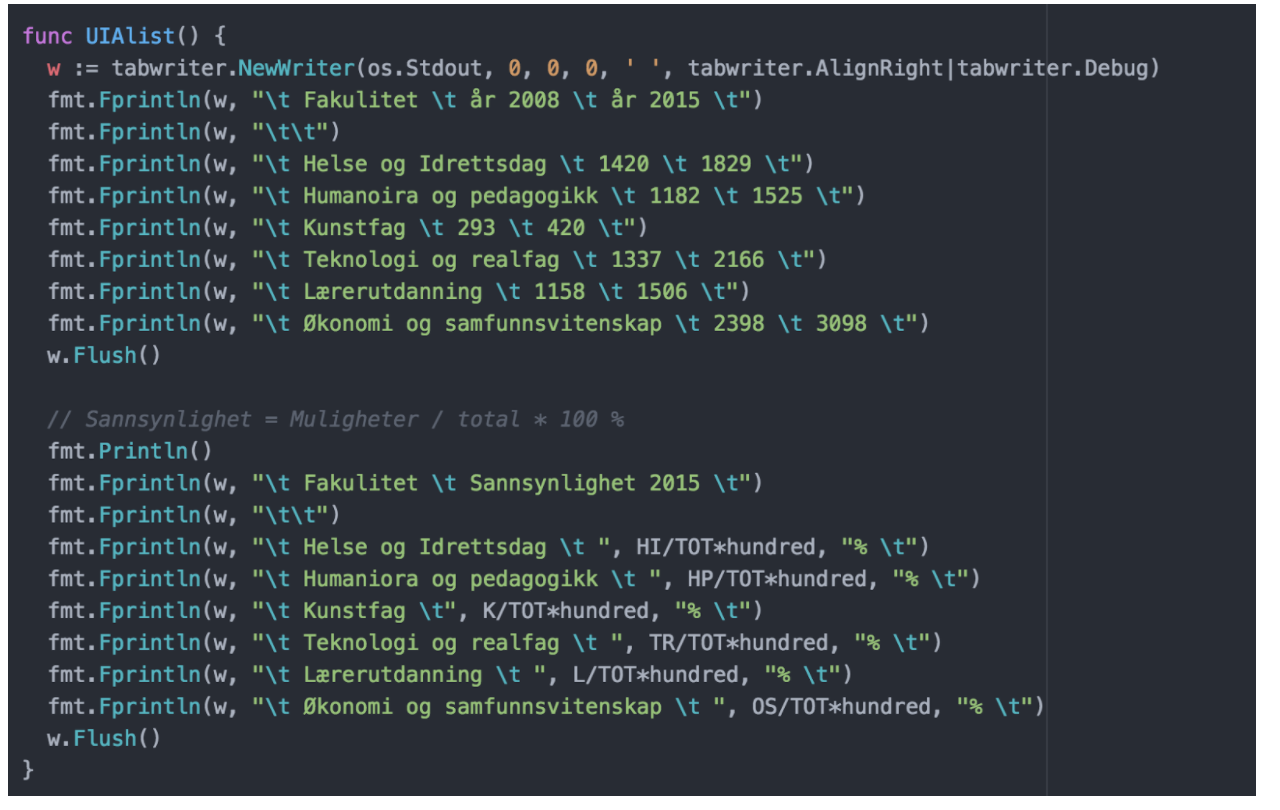 func UIAlist() {
  w := tabwriter.NewWriter(os.Stdout, 0, 0, 0, ' ', tabwriter.AlignRight|tabwriter.Debug)
  fmt.Fprintln(w, "\t Fakulitet \t år 2008 \t år 2015 \t")
  fmt.Fprintln(w, "\t\t")
  fmt.Fprintln(w, "\t Helse og Idrettsdag \t 1420 \t 1829 \t")
  fmt.Fprintln(w, "\t Humanoira og pedagogikk \t 1182 \t 1525 \t")
  fmt.Fprintln(w, "\t Kunstfag \t 293 \t 420 \t")
  fmt.Fprintln(w, "\t Teknologi og realfag \t 1337 \t 2166 \t")
  fmt.Fprintln(w, "\t Lærerutdanning \t 1158 \t 1506 \t")
  fmt.Fprintln(w, "\t Økonomi og samfunnsvitenskap \t 2398 \t 3098 \t")
  w.Flush()

  // Sannsynlighet = Muligheter / total * 100 %
  fmt.Println()
  fmt.Fprintln(w, "\t Fakulitet \t Sannsynlighet 2015 \t")
  fmt.Fprintln(w, "\t\t")
  fmt.Fprintln(w, "\t Helse og Idrettsdag \t ", HI/TOT*hundred, "% \t")
  fmt.Fprintln(w, "\t Humaniora og pedagogikk \t ", HP/TOT*hundred, "% \t")
  fmt.Fprintln(w, "\t Kunstfag \t", K/TOT*hundred, "% \t")
  fmt.Fprintln(w, "\t Teknologi og realfag \t ", TR/TOT*hundred, "% \t")
  fmt.Fprintln(w, "\t Lærerutdanning \t ", L/TOT*hundred, "% \t")
  fmt.Fprintln(w, "\t Økonomi og samfunnsvitenskap \t ", OS/TOT*hundred, "% \t")
  w.Flush()
}